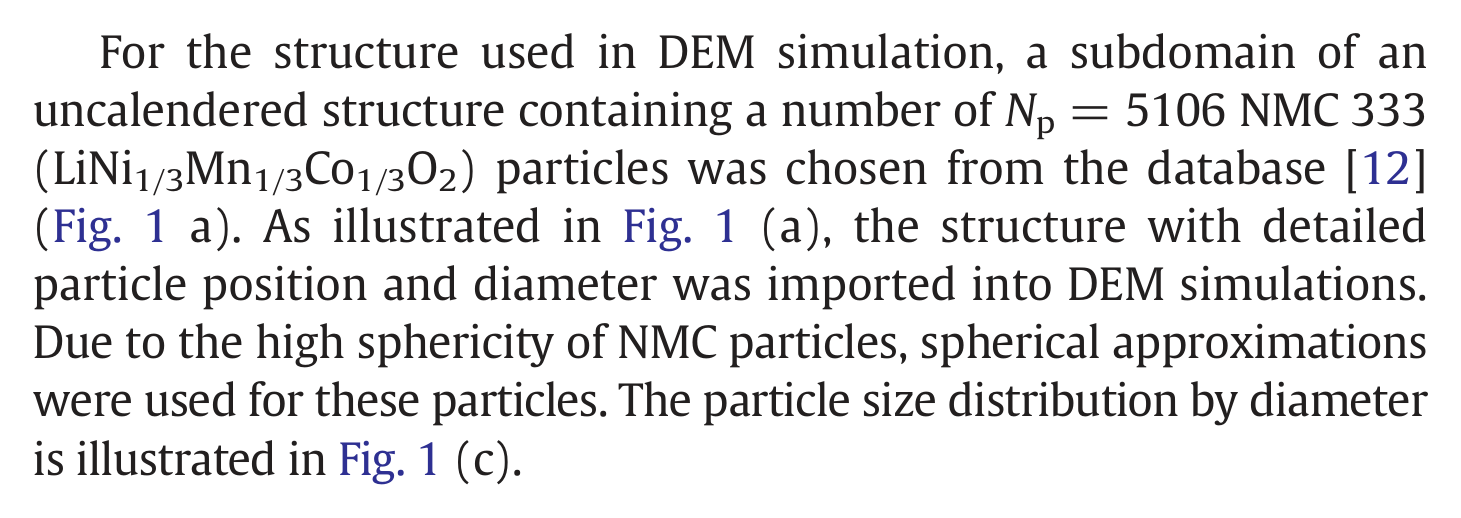 For the structure used in DEM simulation, a subdomain of an
uncalendered structure containing a number of Nₚ = 5106 NMC 333
(LiNi₁/₃Mn₁/₃Co₁/₃O₂) particles was chosen from the database [12]
(Fig. 1 a). As illustrated in Fig. 1 (a), the structure with detailed
particle position and diameter was imported into DEM simulations.
Due to the high sphericity of NMC particles, spherical approximations
were used for these particles. The particle size distribution by diameter
is illustrated in Fig. 1 (c).